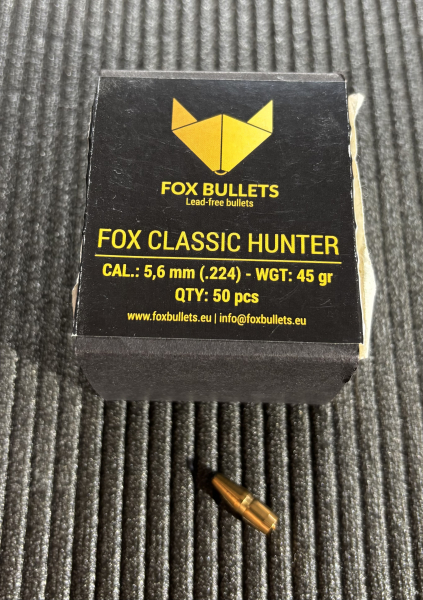 FOX BULLETS
Lead-free bullets
FOX CLASSIC HUNTER
CAL.: 5,6 mm (.224) - WGT: 45 gr
QTY: 50 pcs
www.foxbullets.eu | info@foxbullets.eu